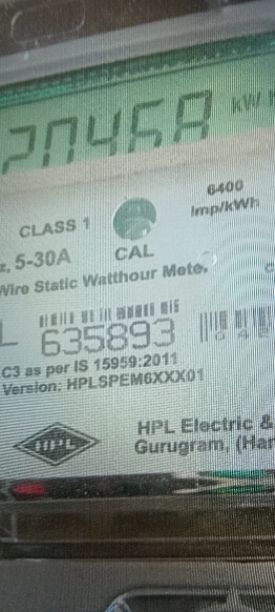 20468 kW
6400
Imp/kWh
CLASS 1
z, 5-30A CAL
Wire Static Watthour Mete
L 635893
C3 as per IS 15959:2011
Version: HPLSPEM6XXX01
HPL
HPL Electric &
Gurugram, (Har